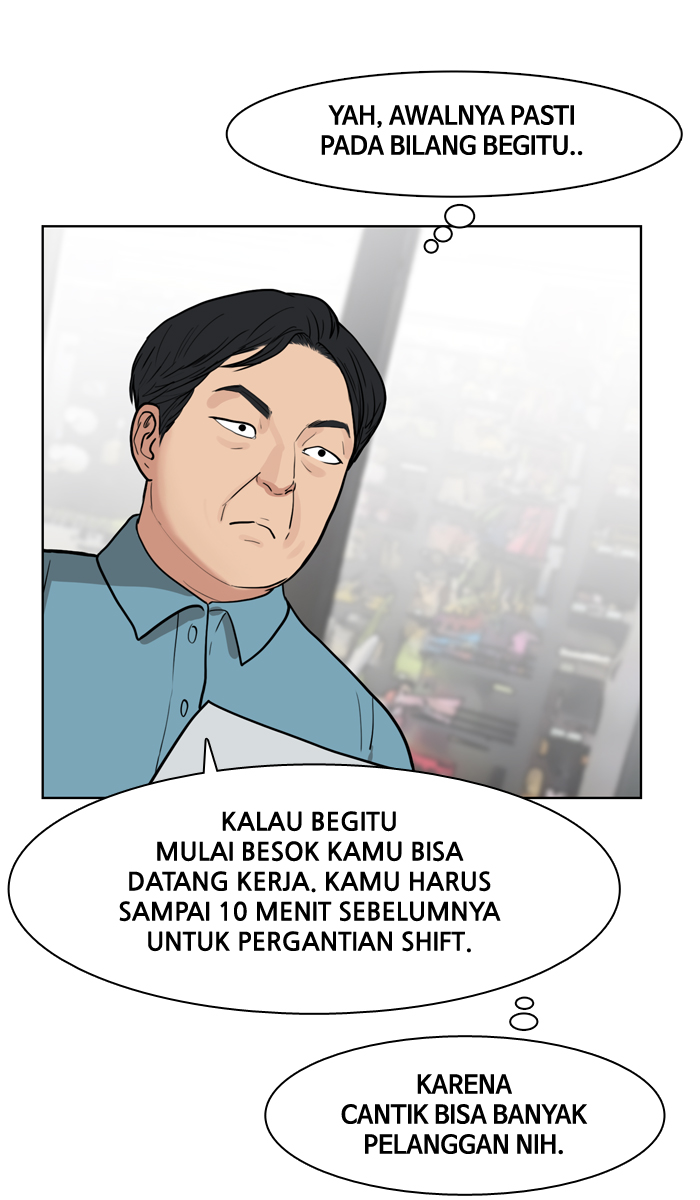 YAH, AWALNYA PASTI
PADA BILANG BEGITU..
KALAU BEGITU
MULAI BESOK KAMU BISA
DATANG KERJA. KAMU HARUS
SAMPAI 10 MENIT SEBELUMNYA
UNTUK PERGANTIAN SHIFT.
KARENA
CANTIK BISA BANYAK
PELANGGAN NIH.